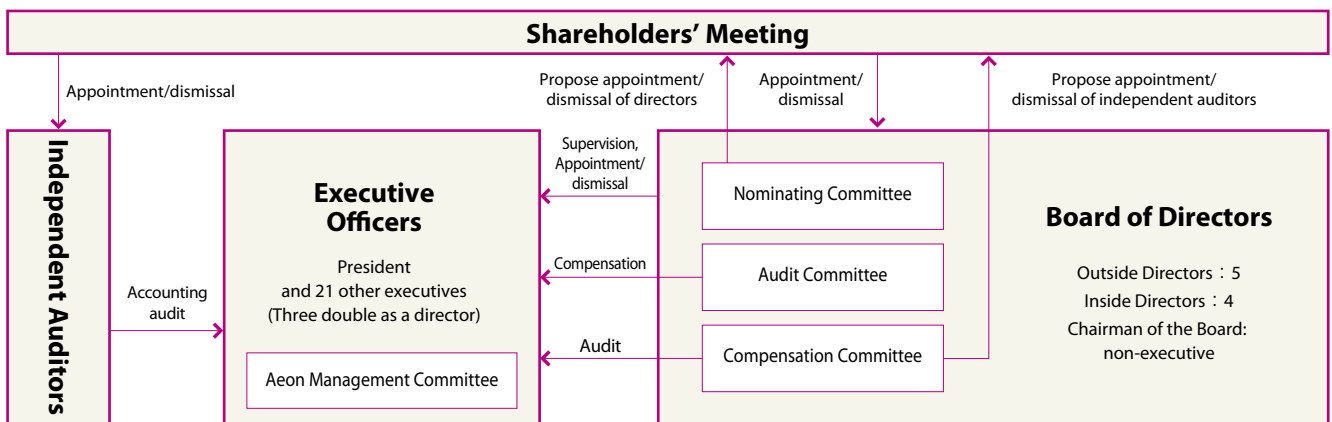 Shareholders’ Meeting
Appointment/dismissal
Propose appointment/
dismissal of directors
Appointment/
dismissal
Propose appointment/
dismissal of independent auditors
Independent Auditors
Accounting
audit
Executive
Officers
President
and 21 other executives
(Three double as a director)
Aeon Management Committee
Supervision,
Appointment/
dismissal
Compensation
Audit
Nominating Committee
Audit Committee
Compensation Committee
Board of Directors
Outside Directors：5
Inside Directors：4
Chairman of the Board:
non-executive